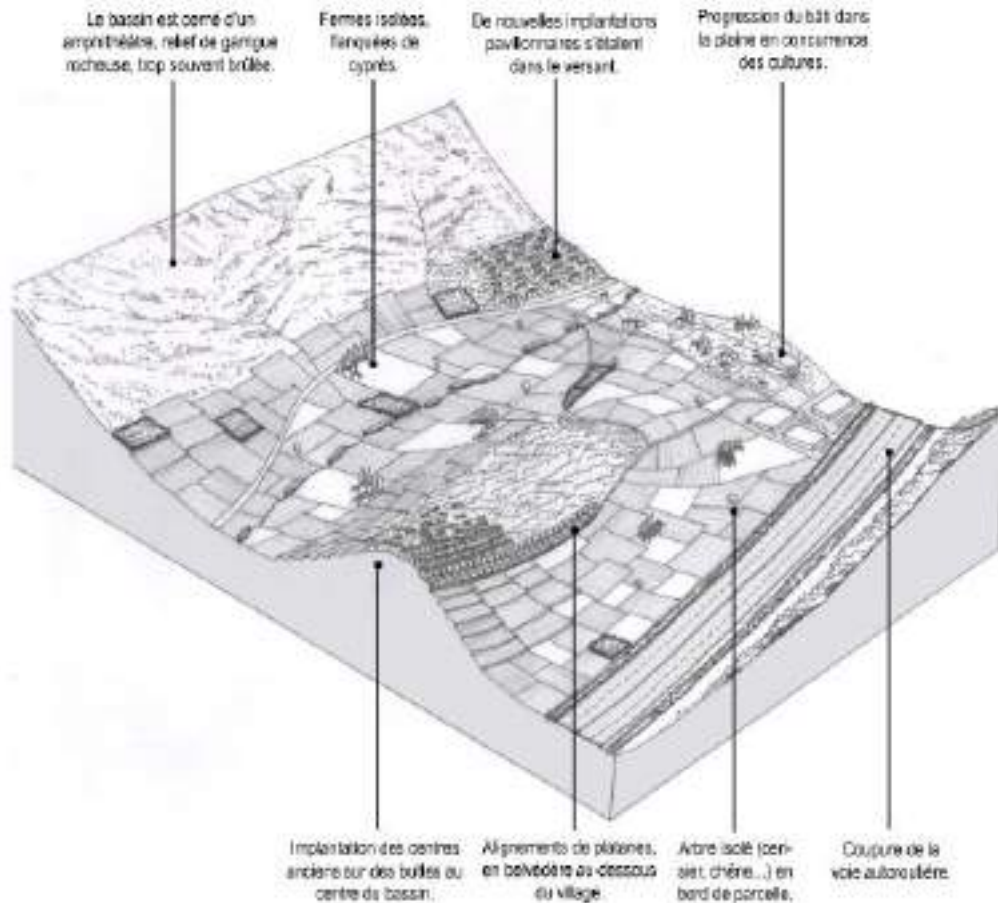 Le bassin est cerné d'un
amphithéâtre, relief de garrigue
rocheuse, trop souvent brûlée.
Fermes isolées,
flanquées de
cyprès.
De nouvelles implantations
pavillonnaires s'étalent
dans le versant.
Progression du bâti dans
la plaine en concurrence
des cultures.
Implantation des centres
anciens sur des buttes au
centre du bassin.
Alignements de platanes,
en belvédère au-dessous
du village.
Arbre isolé (ceri-
sier, chêne...) en
bord de parcelle.
Coupure de la
voie autoroutière.